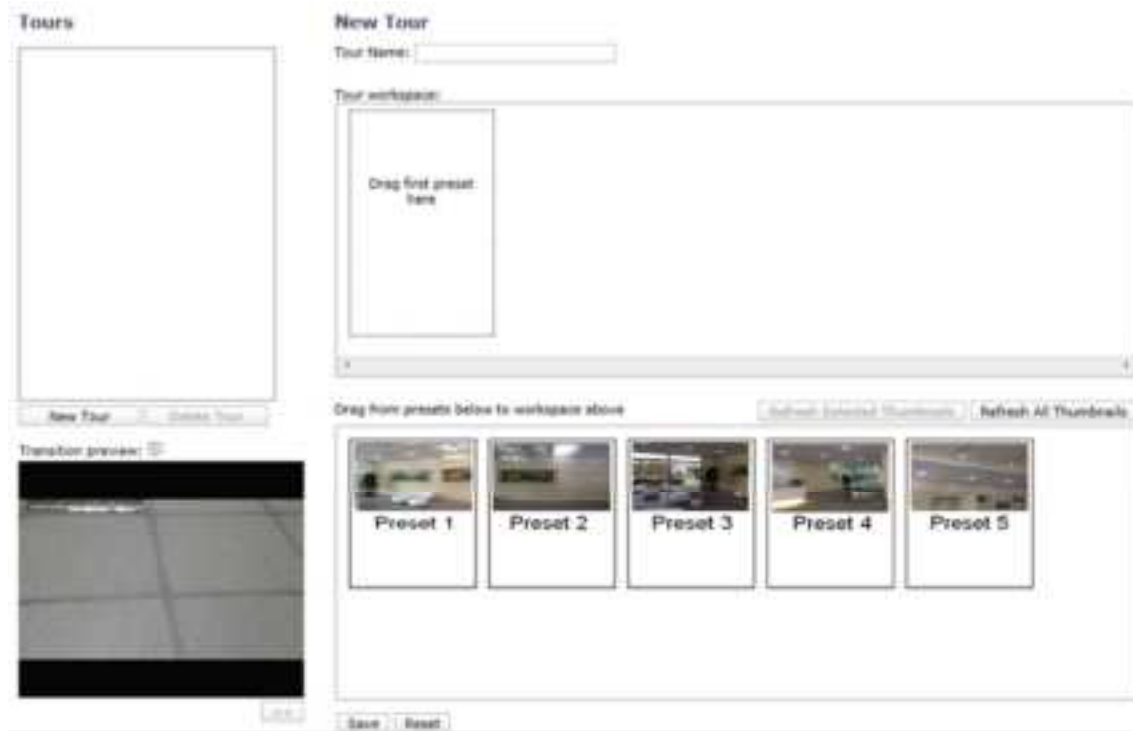 Tours
New Tour
Delete Tour
Transition preview:
New Tour
Tour Name:
Tour workspace:
Drag first preset
here
Drag from presets below to workspace above
Refresh Selected Thumbnails
Refresh All Thumbnails
Preset 1
Preset 2
Preset 3
Preset 4
Preset 5
Save
Reset